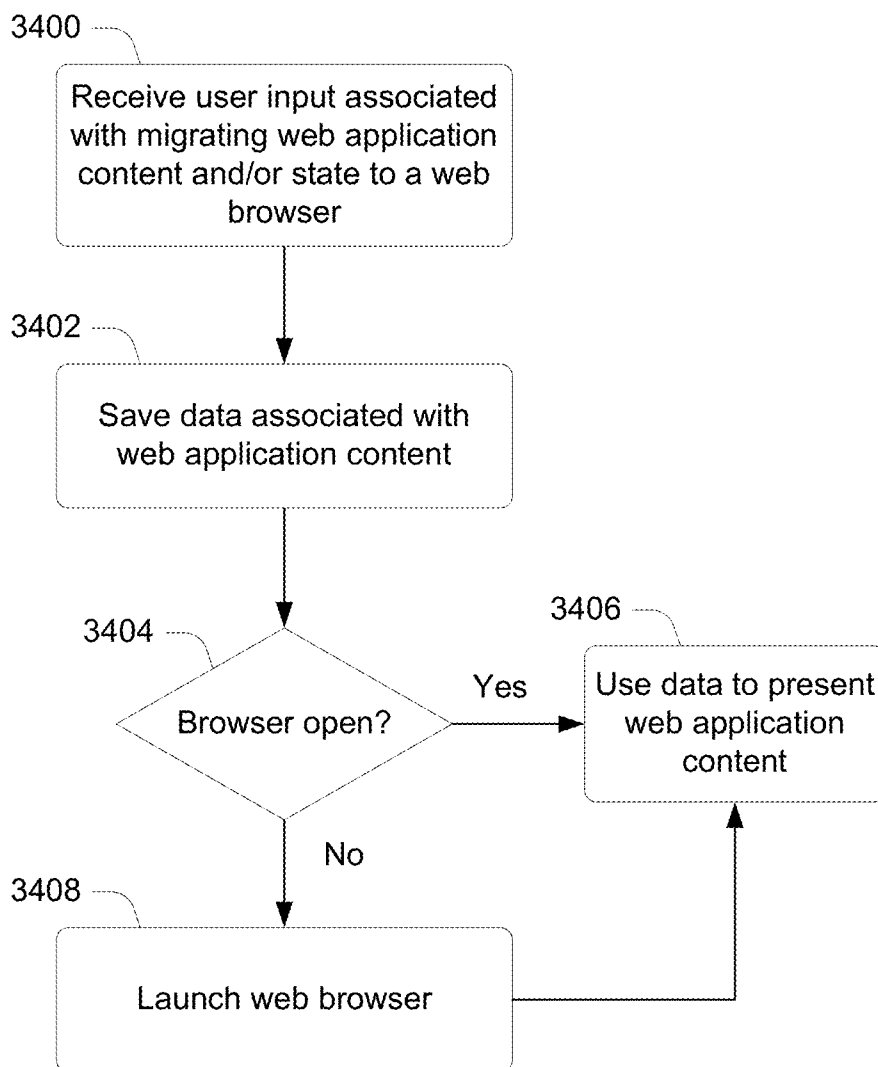 3400
Receive user input associated
with migrating web application
content and/or state to a web
browser
3402
Save data associated with
web application content
3404
Browser open?
Yes
3406
Use data to present
web application
content
No
3408
Launch web browser